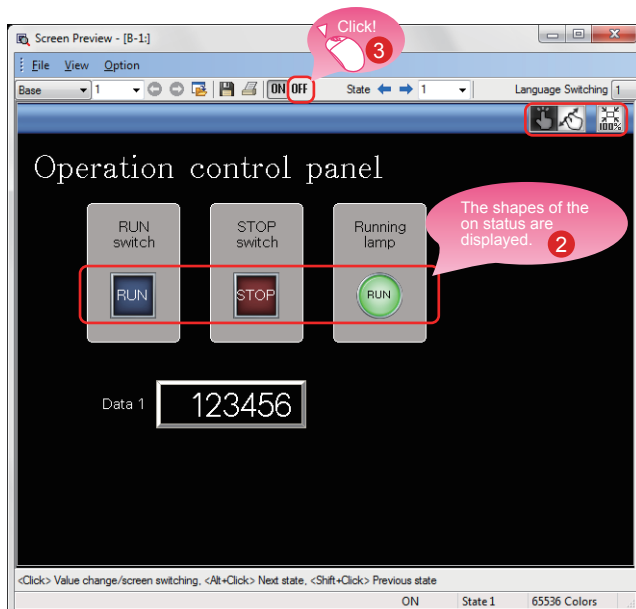 Click!
3
Screen Preview - [B-1:]
File View Option
Base 1 ON OFF State 1 Language Switching 1
100%
Operation control panel
RUN switch
STOP switch
Running lamp
The shapes of the
on status are
displayed. 2
RUN STOP RUN
Data 1 123456
<Click> Value change/screen switching, <Alt+Click> Next state, <Shift+Click> Previous state
ON State 1 65536 Colors